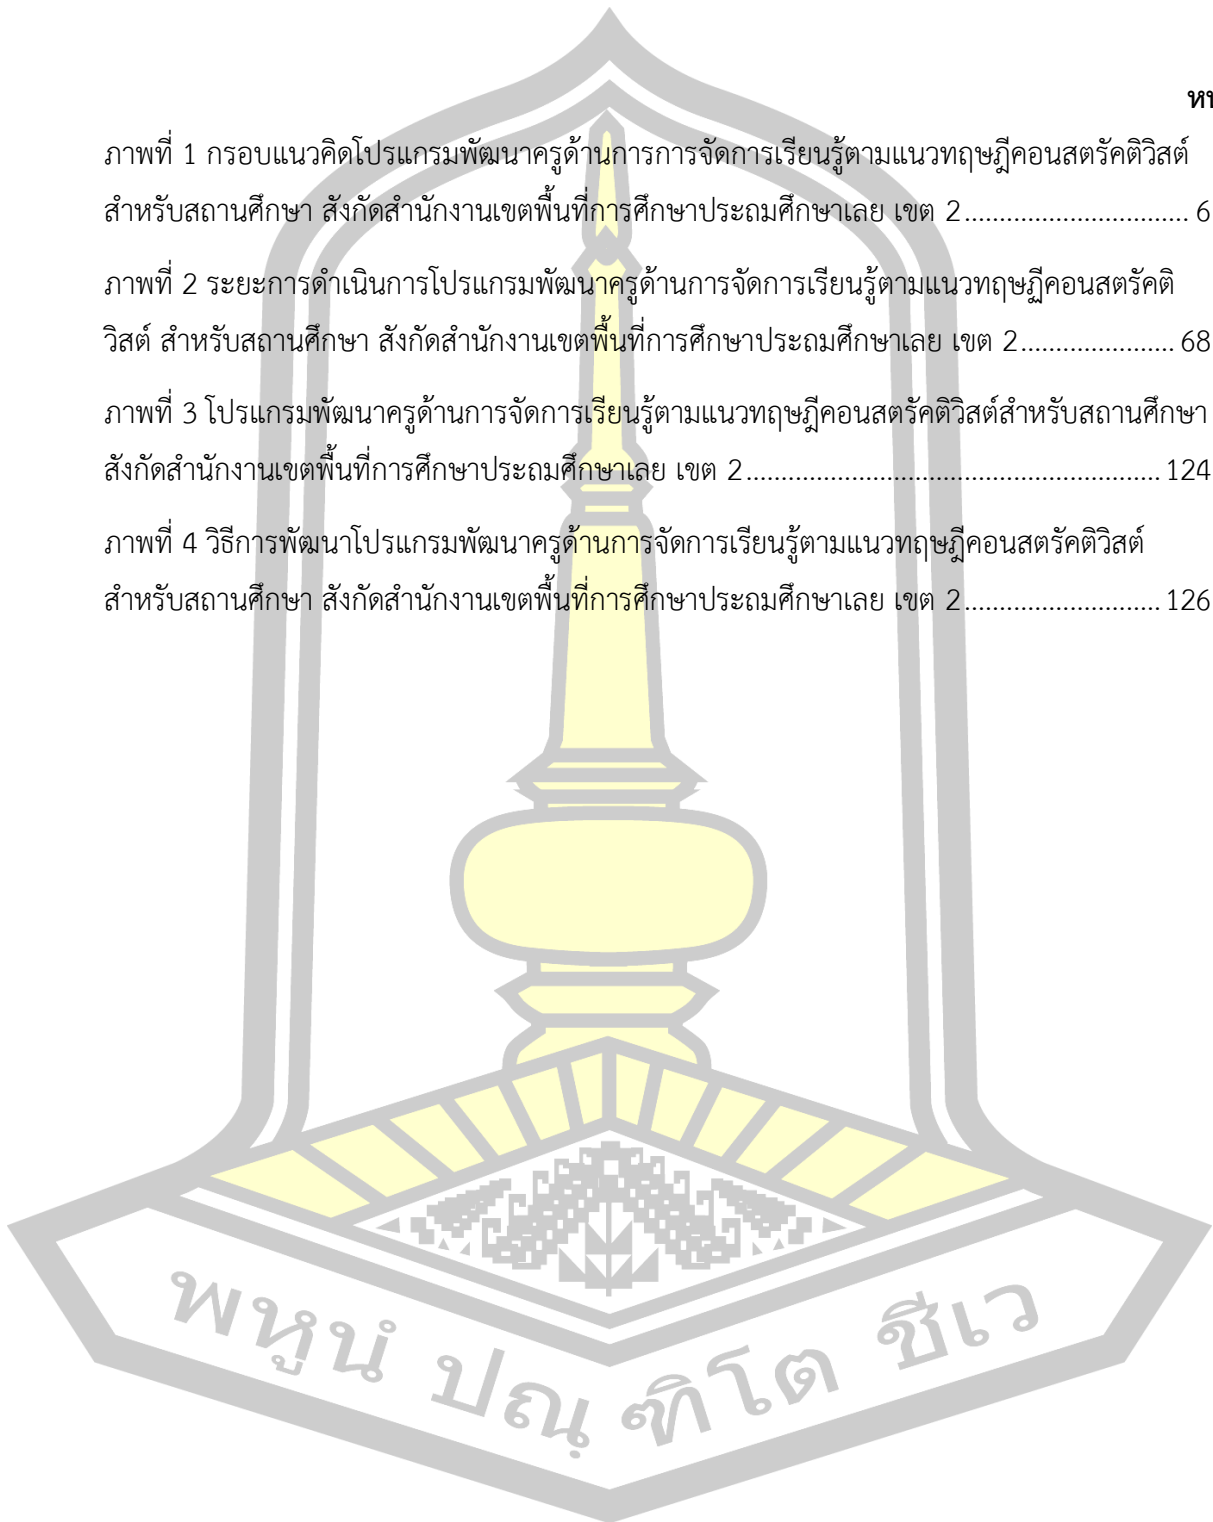 ภาพที่ 1 กรอบแนวคิดโปรแกรมพัฒนาครูด้านการการจัดการเรียนรู้ตามแนวทฤษฎีคอนสตรัคติวิสต์
สำหรับสถานศึกษา สังกัดสำนักงานเขตพื้นที่การศึกษาประถมศึกษาเลย เขต 2................................ 6
ภาพที่ 2 ระยะการดำเนินการโปรแกรมพัฒนาครูด้านการจัดการเรียนรู้ตามแนวทฤษฏีคอนสตรัคติ
วิสต์ สำหรับสถานศึกษา สังกัดสำนักงานเขตพื้นที่การศึกษาประถมศึกษาเลย เขต 2...................... 68
ภาพที่ 3 โปรแกรมพัฒนาครูด้านการจัดการเรียนรู้ตามแนวทฤษฎีคอนสตรัคติวิสต์สำหรับสถานศึกษา
สังกัดสำนักงานเขตพื้นที่การศึกษาประถมศึกษาเลย เขต 2........................................................... 124
ภาพที่ 4 วิธีการพัฒนาโปรแกรมพัฒนาครูด้านการจัดการเรียนรู้ตามแนวทฤษฎีคอนสตรัคติวิสต์
สำหรับสถานศึกษา สังกัดสำนักงานเขตพื้นที่การศึกษาประถมศึกษาเลย เขต 2............................ 126
พหูนํ ปณฺฑิโต ชีเว